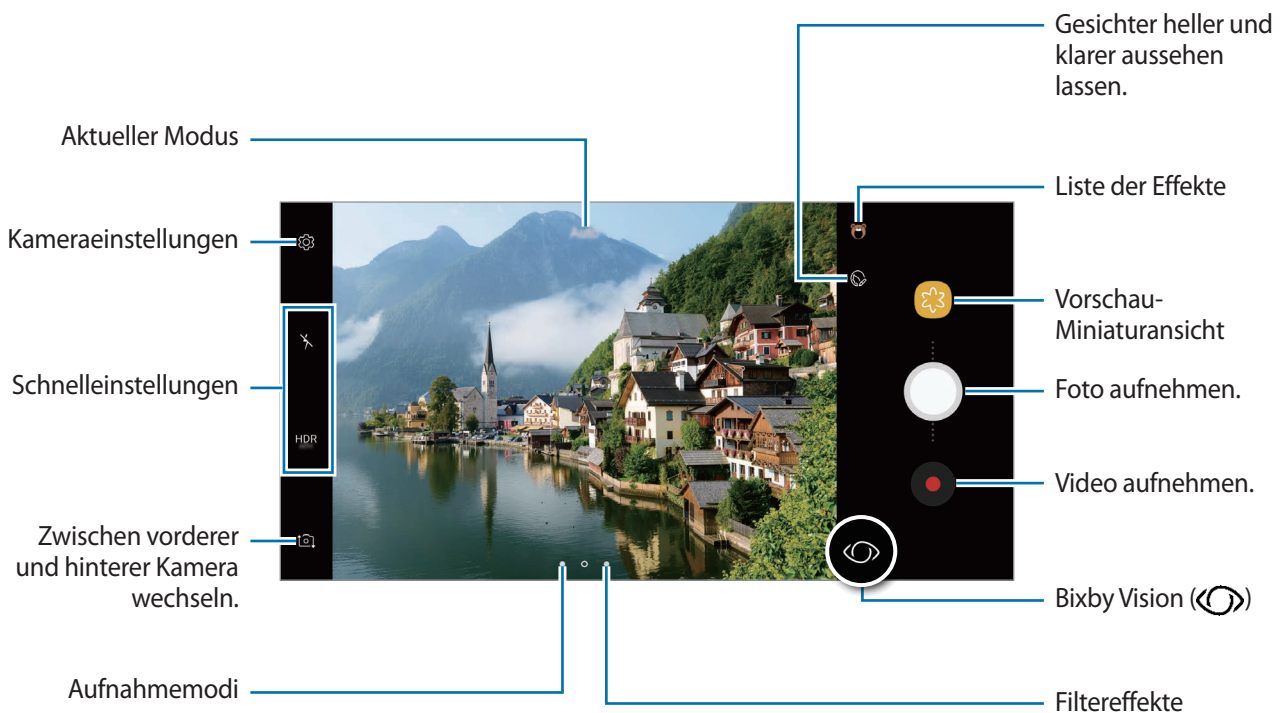 Gesichter heller und
klarer aussehen
lassen.
Aktueller Modus
Liste der Effekte
Kameraeinstellungen
Vorschau-
Miniaturansicht
Schnelleinstellungen
Foto aufnehmen.
HDR
Video aufnehmen.
Zwischen vorderer
und hinterer Kamera
wechseln.
Bixby Vision ( )
Aufnahmemodi
Filtereffekte